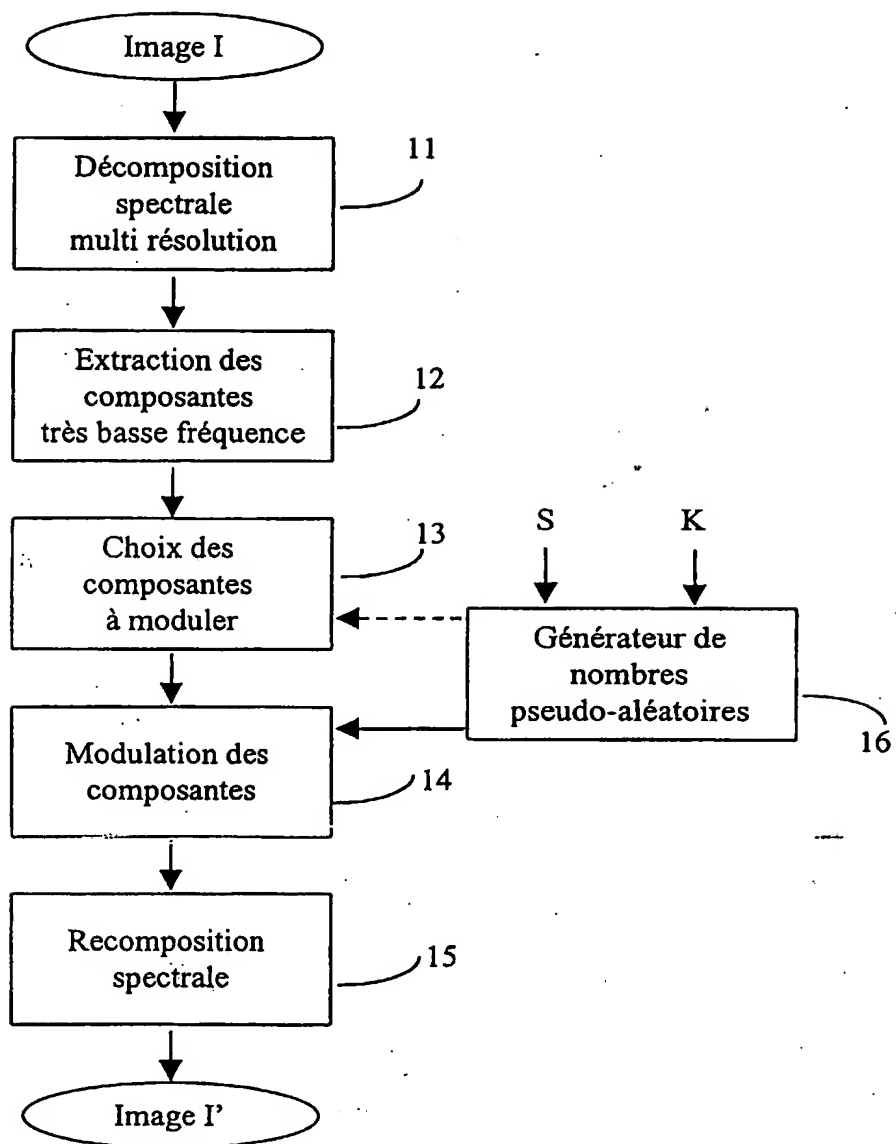 Image I
Décomposition
spectrale
multi résolution
11
Extraction des
composantes
très basse fréquence
12
Choix des
composantes
à moduler
13
S
K
Générateur de
nombres
pseudo-aléatoires
16
Modulation des
composantes
14
Recomposition
spectrale
15
Image I'